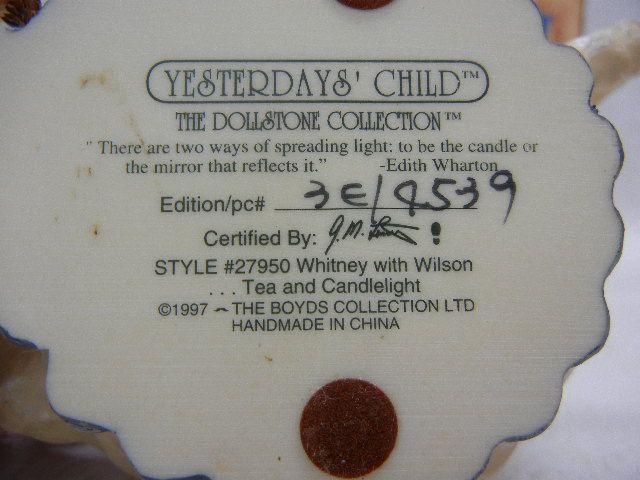 YESTERDAYS' CHILD™
THE DOLLSTONE COLLECTION™
" There are two ways of spreading light: to be the candle or
the mirror that reflects it.” -Edith Wharton
Edition/pc# 3E/4539
Certified By:
STYLE #27950 Whitney with Wilson
. . . Tea and Candlelight
©1997 THE BOYDS COLLECTION LTD
HANDMADE IN CHINA